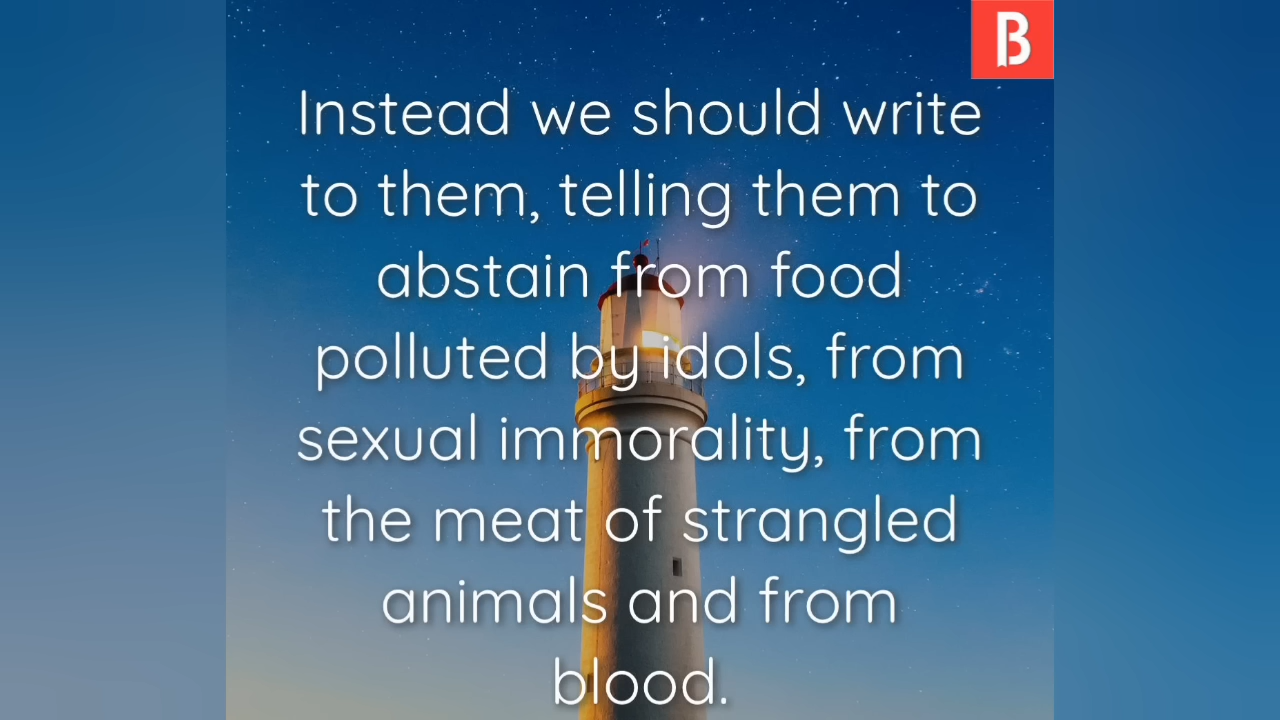 B
Instead we should write
to them, telling them to
abstain from food
polluted by idols, from
sexual immorality, from
the meat of strangled
animals and from
blood.